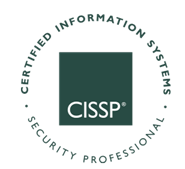 • CERTIFIED INFORMATION SYSTEMS •
CISSP®
SECURITY PROFESSIONAL